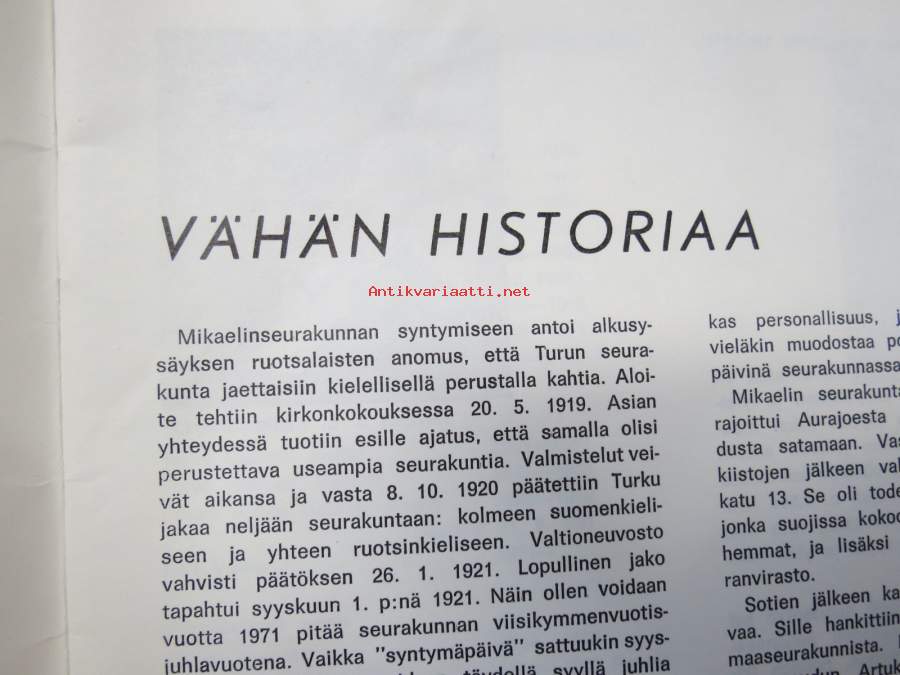 VÄHÄN HISTORIAA
Antikvariaatti.net
Mikaelinseurakunnan syntymiseen antoi alkusy-
säyksen ruotsalaisten anomus, että Turun seura-
kunta jaettaisiin kielellisellä perustalla kahtia. Aloi-
te tehtiin kirkonkokouksessa 20. 5. 1919. Asian
yhteydessä tuotiin esille ajatus, että samalla olisi
perustettava useampia seurakuntia. Valmistelut vei-
vät aikansa ja vasta 8. 10. 1920 päätettiin Turku
jakaa neljään seurakuntaan: kolmeen suomenkieli-
seen ja yhteen ruotsinkieliseen. Valtioneuvosto
vahvisti päätöksen 26. 1. 1921. Lopullinen jako
tapahtui syyskuun 1. p:nä 1921. Näin ollen voidaan
vuotta 1971 pitää seurakunnan viisikymmenvuotis-
juhlavuotena. Vaikka "syntymäpäivä" sattuukin syys-
täydellä syyllä juhlia
kas personallisuus,
vieläkin muodostaa
päivinä seurakunnassa
Mikaelin
rajoittui Aurajoesta
dusta satamaan.
kiistojen jälkeen
katu 13. Se oli
jonka suojissa
hemmat, ja lisäksi
ranvirasto.
Sotien jälkeen
vaa. Sille hankittiin
maaseurakunnista.